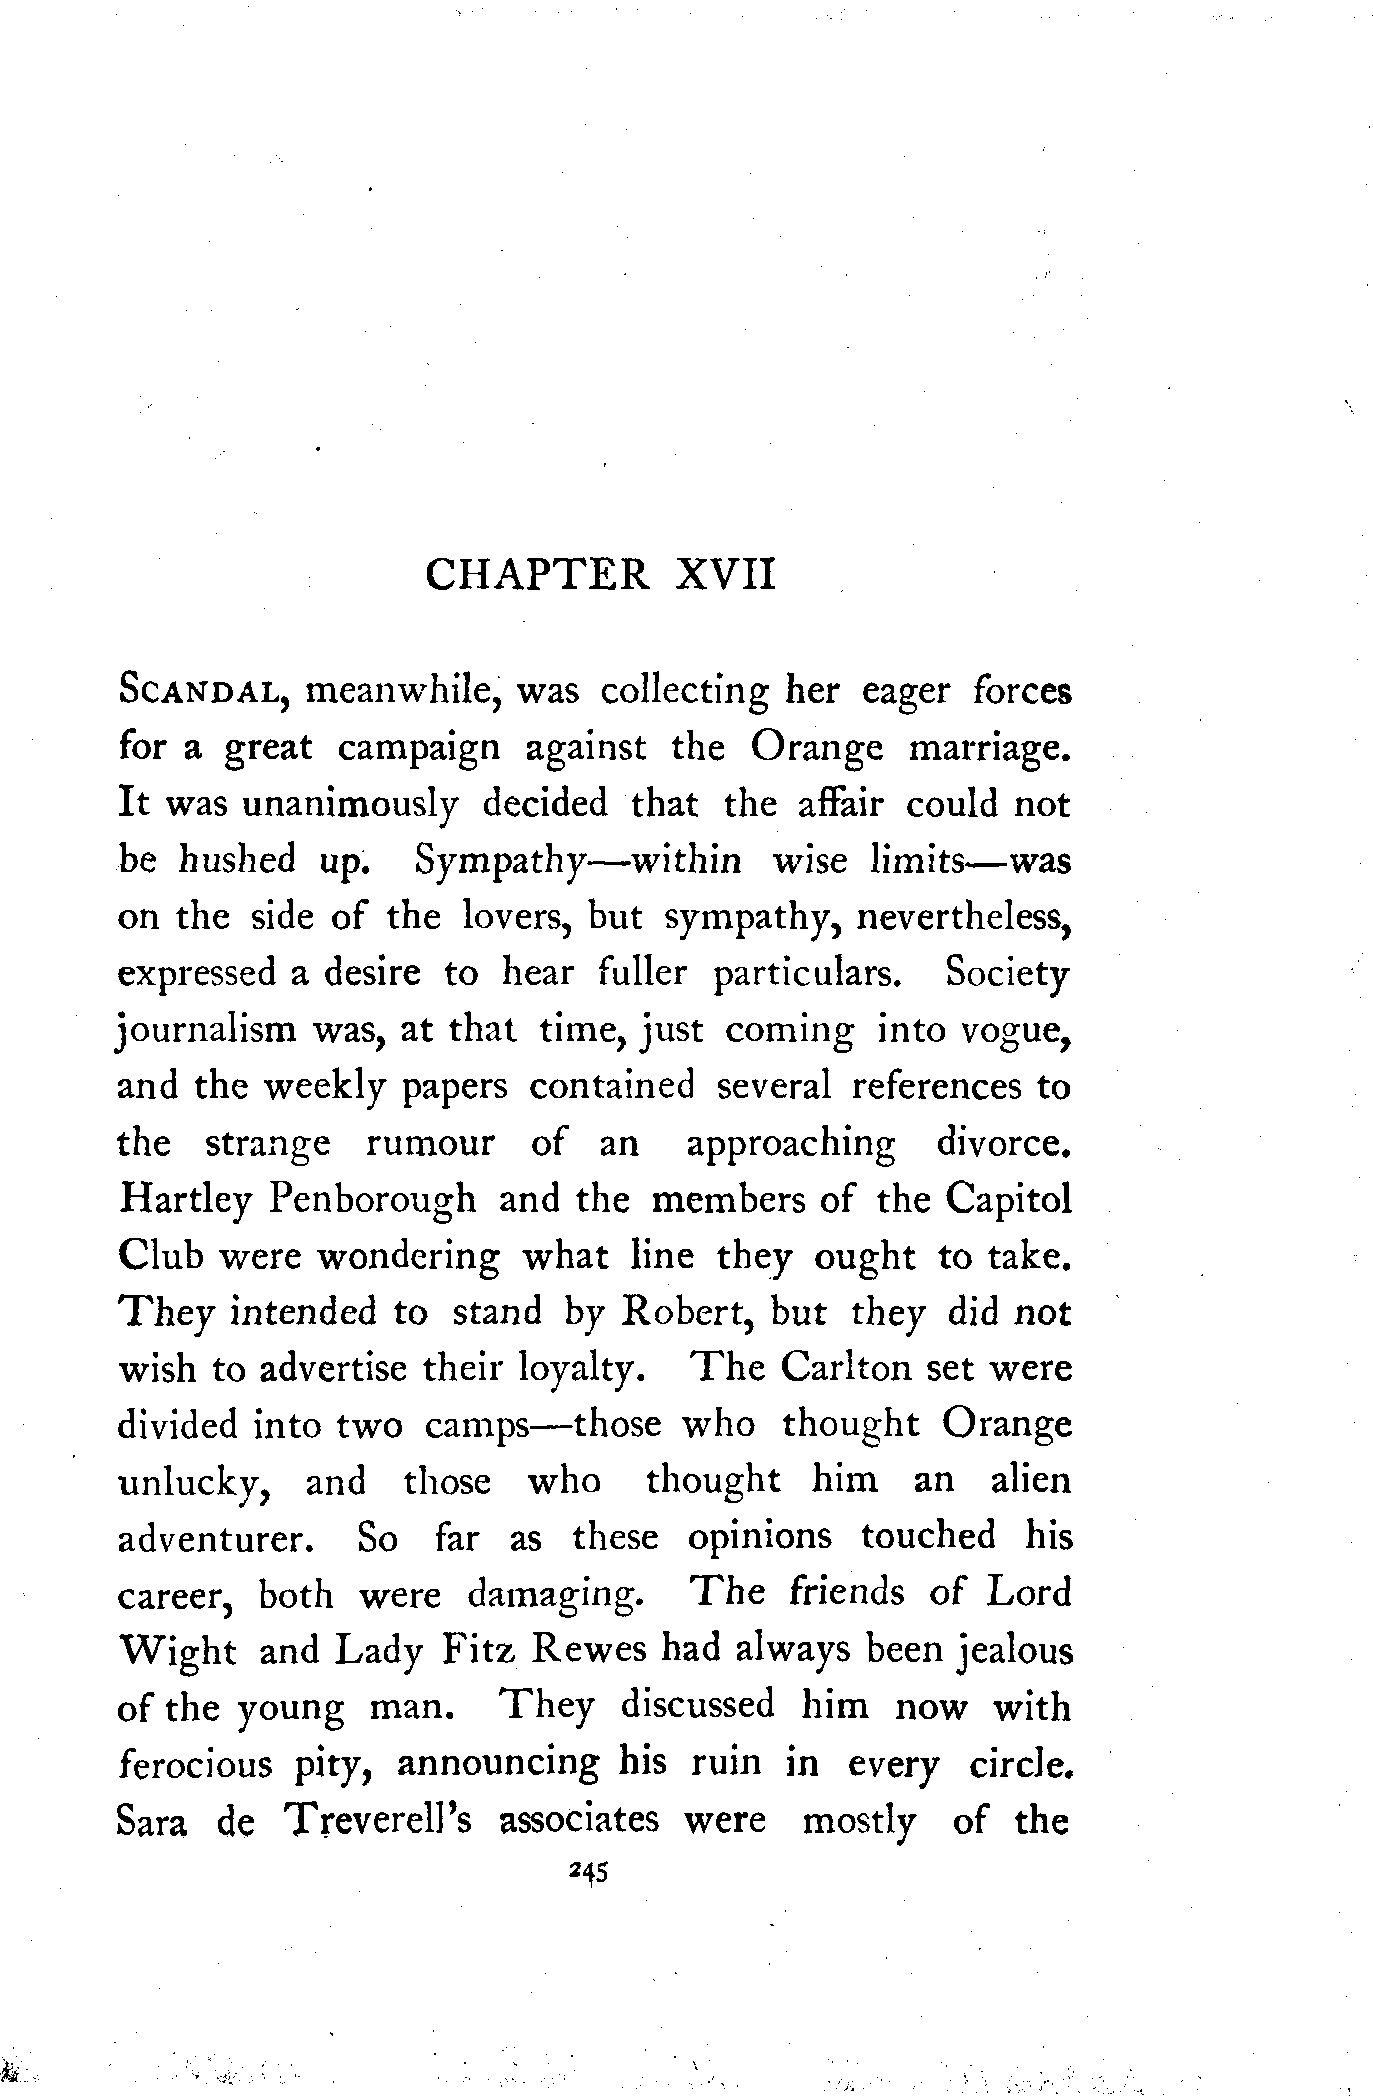 CHAPTER XVII
SCANDAL, meanwhile, was collecting her eager forces
for a great campaign against the Orange marriage.
It was unanimously decided that the affair could not
be hushed up. Sympathy—within wise limits—was
on the side of the lovers, but sympathy, nevertheless,
expressed a desire to hear fuller particulars. Society
journalism was, at that time, just coming into vogue,
and the weekly papers contained several references to
the strange rumour of an approaching divorce.
Hartley Penborough and the members of the Capitol
Club were wondering what line they ought to take.
They intended to stand by Robert, but they did not
wish to advertise their loyalty. The Carlton set were
divided into two camps—those who thought Orange
unlucky, and those who thought him an alien
adventurer. So far as these opinions touched his
career, both were damaging. The friends of Lord
Wight and Lady Fitz Rewes had always been jealous
of the young man. They discussed him now with
ferocious pity, announcing his ruin in every circle.
Sara de Treverell's associates were mostly of the
245